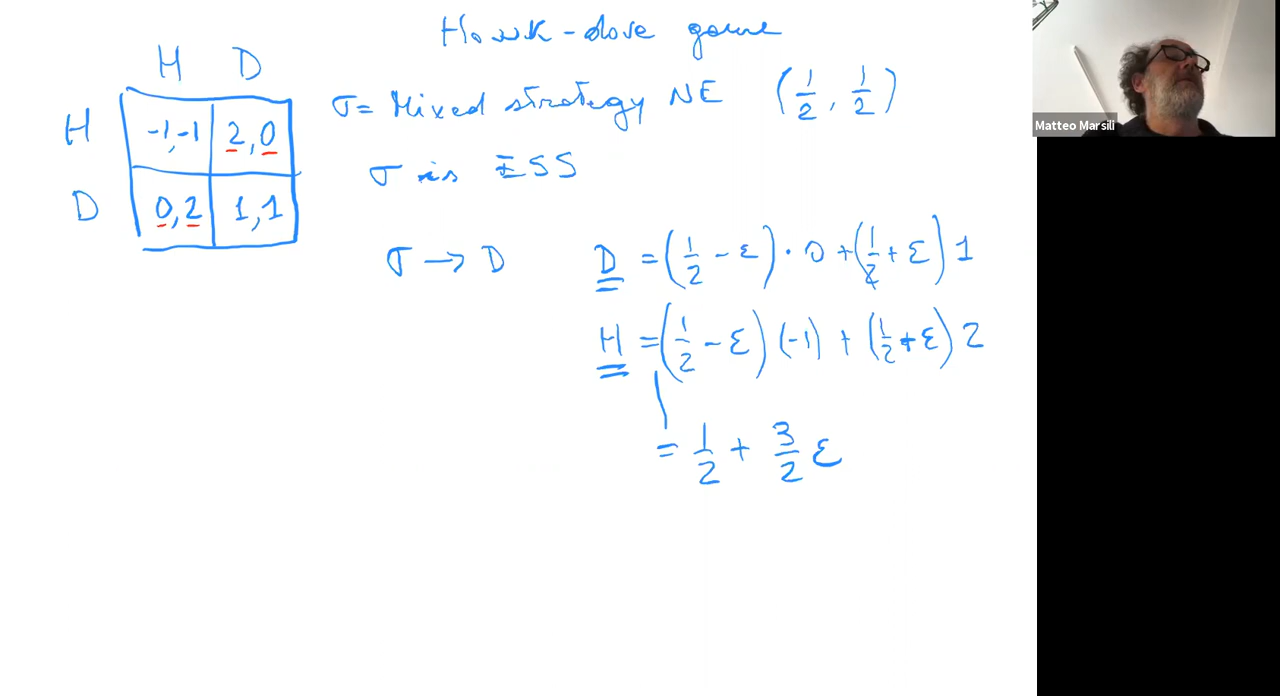 Hawk-dove game
H D
H -1,-1 2,0
D 0,2 1,1
σ = Mixed strategy NE (1/2, 1/2)
σ is ESS
σ → D
D = (1/2 - ε) · 0 + (1/2 + ε) 1
H = (1/2 - ε) (-1) + (1/2 + ε) 2
= 1/2 + 3/2 ε
Matteo Marsili